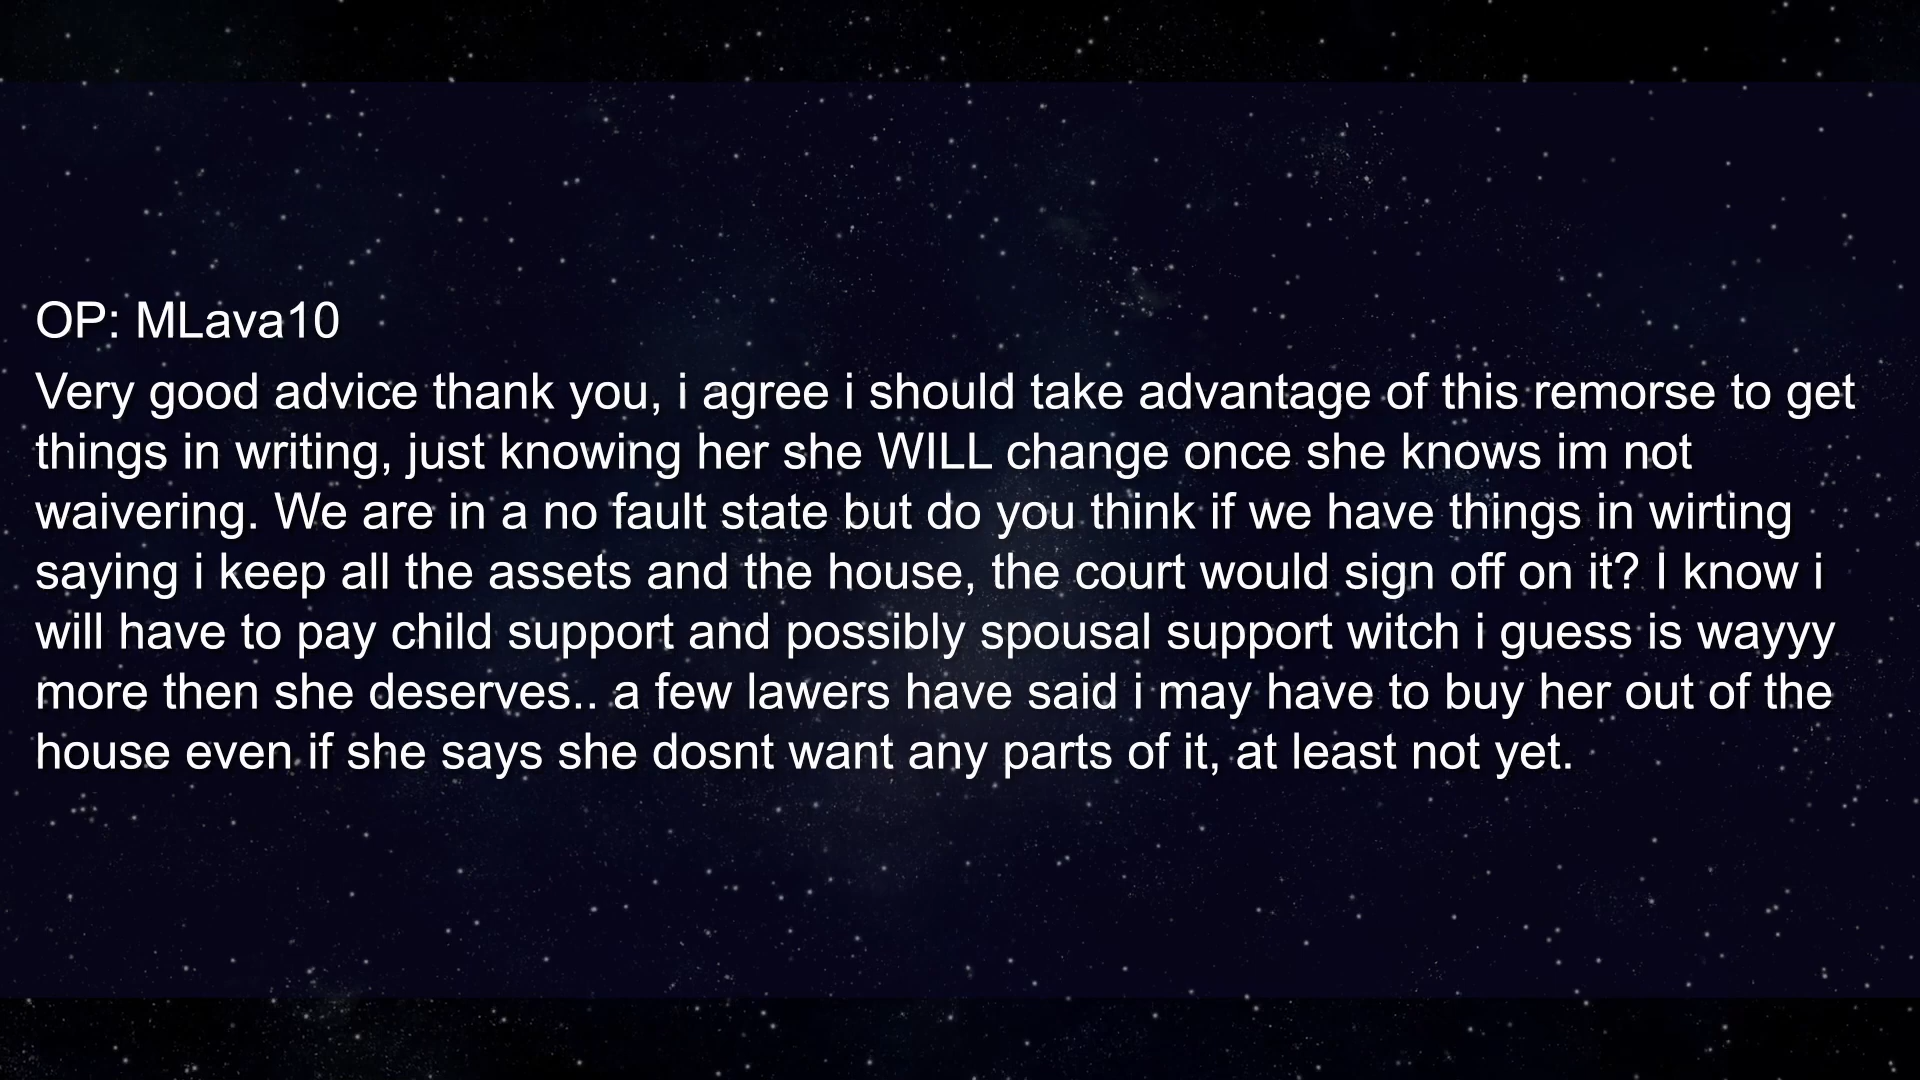 OP: MLava10
Very good advice thank you, i agree i should take advantage of this remorse to get
things in writing, just knowing her she WILL change once she knows im not
waivering. We are in a no fault state but do you think if we have things in wirting
saying i keep all the assets and the house, the court would sign off on it? I know i
will have to pay child support and possibly spousal support witch i guess is wayyy
more then she deserves.. a few lawers have said i may have to buy her out of the
house even if she says she dosnt want any parts of it, at least not yet.